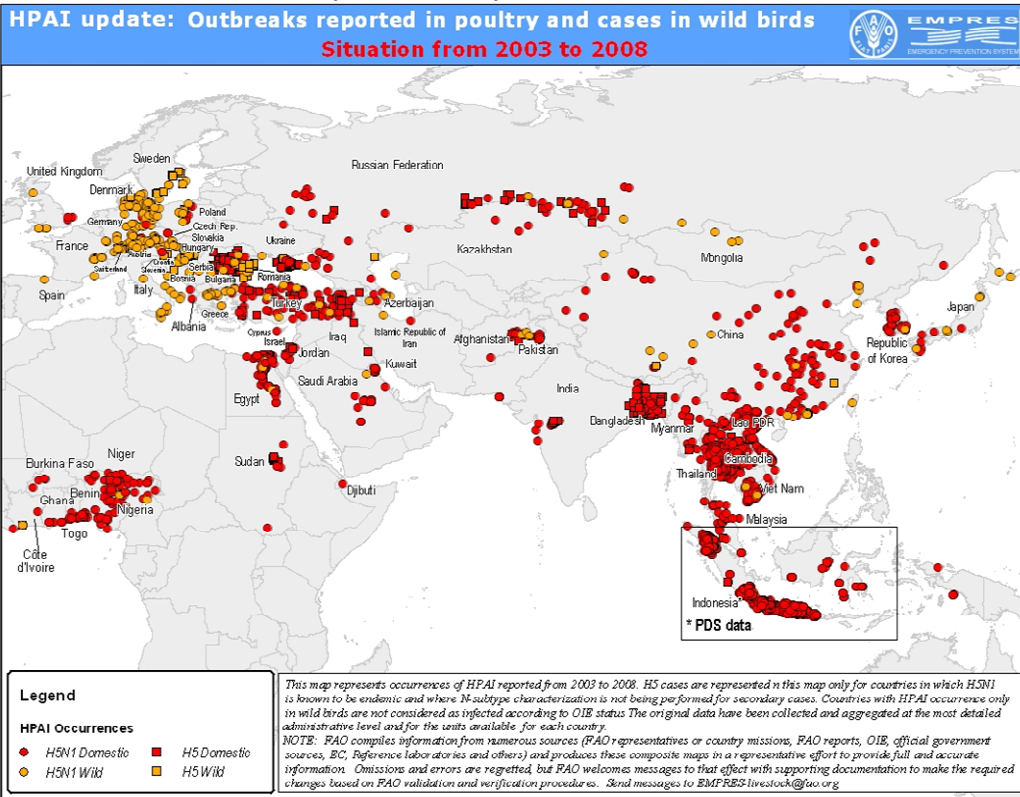 HPAI update: Outbreaks reported in poultry and cases in wild birds
Situation from 2003 to 2008
FAO
FIAT PANIS
EMPRES
EMERGENCY PREVENTION SYSTEM
Sweden
Russian Federation
United Kingdom
Denmark
Germany
Poland
Czech Rep.
Slovakia
Ukraine
France
Austria
Hungary
Kazakhstan
Mongolia
Switzerland
Croatia
Slovenia
Serbia
Romania
Bosnia
Bulgaria
Spain
Italy
Turkey
Azerbaijan
Japan
Albania
Greece
Cyprus
Israel
Iraq
Islamic Republic of
Iran
Afghanistan
Pakistan
China
Republic
of Korea
Jordan
Kuwait
Saudi Arabia
Egypt
India
Bangladesh
Myanmar
Lao PDR
Cambodia
Thailand
Viet Nam
Sudan
Djibuti
Malaysia
Niger
Burkina Faso
Benin
Ghana
Nigeria
Togo
Côte
d'Ivoire
Indonesia*
* PDS data
Legend
HPAI Occurrences
H5N1 Domestic
H5 Domestic
H5N1 Wild
H5 Wild
This map represents occurrences of HPAI reported from 2003 to 2008. H5 cases are represented n this map only for countries in which H5N1
is known to be endemic and where N-subtype characterization is not being performed for secondary cases. Countries with HPAI occurrence only
in wild birds are not considered as infected according to OIE status The original data have been collected and aggregated at the most detailed
administrative level and for the units available for each country.
NOTE: FAO compiles information from numerous sources (FAO representatives or country missions, FAO reports, OIE, official government
sources, EC, Reference laboratories and others) and produces these composite maps in a representative effort to provide full and accurate
information. Omissions and errors are regretted, but FAO welcomes messages to that effect with supporting documentation to make the required
changes based on FAO validation and verification procedures. Send messages to EMPRES-livestock@fao.org